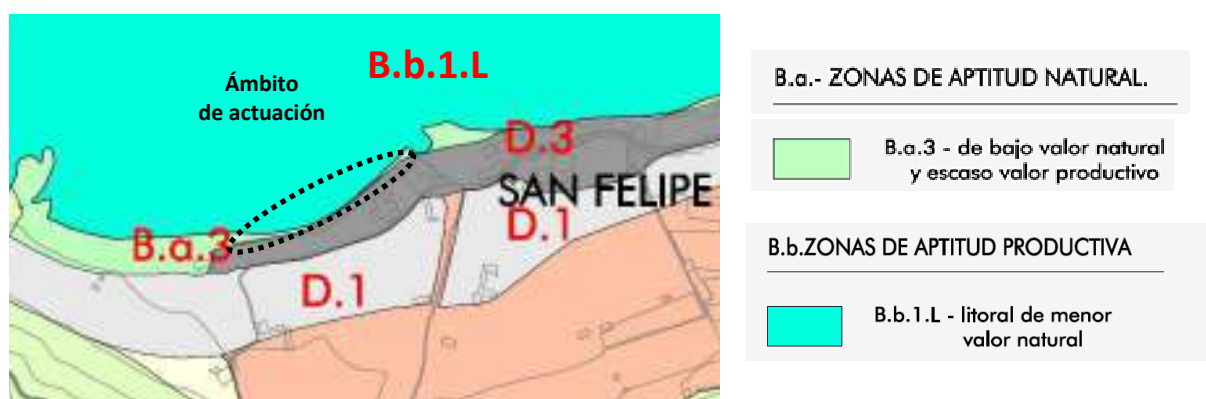 B.b.1.L
Ámbito
de actuación
D.3
SAN FELIPE
B.a.3
D.1
D.1
B.a.- ZONAS DE APTITUD NATURAL.
B.a.3 - de bajo valor natural
y escaso valor productivo
B.b.ZONAS DE APTITUD PRODUCTIVA
B.b.1.L - litoral de menor
valor natural